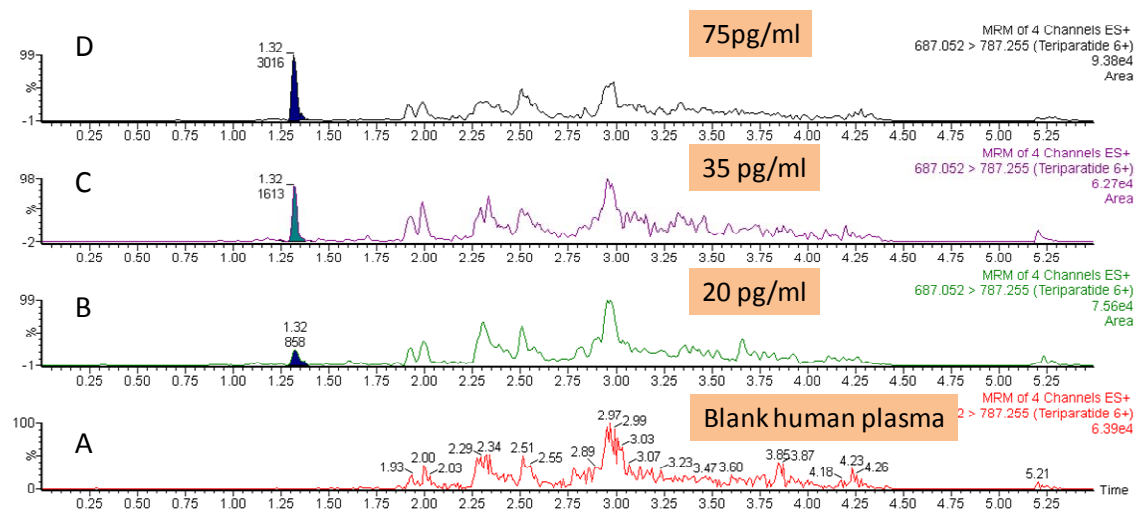 D
75pg/ml
MRM of 4 Channels ES+
687.052 > 787.255 (Teriparatide 6+)
9.38e4
Area
99
%
-1
1.32
3016
0.25 0.50 0.75 1.00 1.25 1.50 1.75 2.00 2.25 2.50 2.75 3.00 3.25 3.50 3.75 4.00 4.25 4.50 4.75 5.00 5.25
C
35 pg/ml
MRM of 4 Channels ES+
687.052 > 787.255 (Teriparatide 6+)
6.27e4
Area
98
%
-2
1.32
1613
0.25 0.50 0.75 1.00 1.25 1.50 1.75 2.00 2.25 2.50 2.75 3.00 3.25 3.50 3.75 4.00 4.25 4.50 4.75 5.00 5.25
B
20 pg/ml
MRM of 4 Channels ES+
687.052 > 787.255 (Teriparatide 6+)
7.56e4
Area
99
%
-1
1.32
858
0.25 0.50 0.75 1.00 1.25 1.50 1.75 2.00 2.25 2.50 2.75 3.00 3.25 3.50 3.75 4.00 4.25 4.50 4.75 5.00 5.25
A
Blank human plasma
MRM of 4 Channels ES+
2 > 787.255 (Teriparatide 6+)
6.39e4
100
%
0
1.93 2.00 2.03 2.29 2.34 2.51 2.55 2.89 2.97 2.99 3.03 3.07 3.23 3.47 3.60 3.85 3.87 4.18 4.23 4.26 5.21
Time
0.25 0.50 0.75 1.00 1.25 1.50 1.75 2.00 2.25 2.50 2.75 3.00 3.25 3.50 3.75 4.00 4.25 4.50 4.75 5.00 5.25